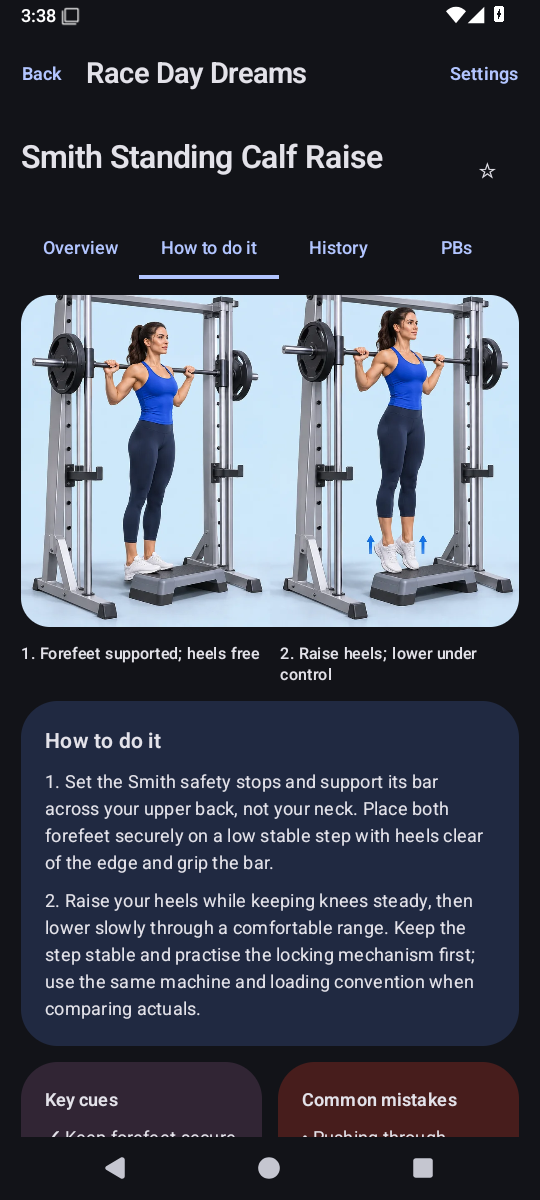 3:38
Back
Race Day Dreams
Settings
Smith Standing Calf Raise
Overview
How to do it
History
PBs
1. Forefeet supported; heels free
2. Raise heels; lower under
control
How to do it
1. Set the Smith safety stops and support its bar
across your upper back, not your neck. Place both
forefeet securely on a low stable step with heels clear
of the edge and grip the bar.
2. Raise your heels while keeping knees steady, then
lower slowly through a comfortable range. Keep the
step stable and practise the locking mechanism first;
use the same machine and loading convention when
comparing actuals.
Key cues
✓ Keep forefeet secure
Common mistakes
• Pushing through